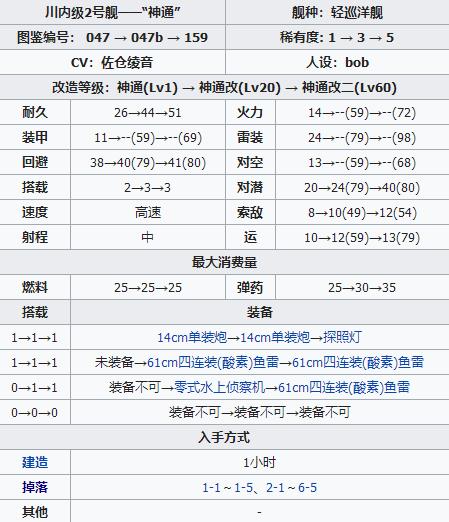 川内级2号舰——“神通” 舰种：轻巡洋舰
图鉴编号： 047 → 047b → 159 稀有度: 1 → 3 → 5
CV：佐仓绫音 人设：bob
改造等级：神通(Lv1) → 神通改(Lv20) → 神通改二(Lv60)
耐久 26→44→51 火力 14→--(59)→--(72)
装甲 11→--(59)→--(69) 雷装 24→--(79)→--(98)
回避 38→40(79)→41(80) 对空 13→--(59)→--(68)
搭载 2→3→3 对潜 20→24(79)→40(80)
速度 高速 索敌 8→10(49)→12(54)
射程 中 运 10→12(59)→13(79)
最大消费量
燃料 25→25→25 弹药 25→30→35
搭载 装备
1→1→1 14cm单装炮→14cm单装炮→探照灯
1→1→1 未装备→61cm四连装(酸素)鱼雷→61cm四连装(酸素)鱼雷
0→1→1 装备不可→零式水上侦察机→61cm四连装(酸素)鱼雷
0→0→0 装备不可→装备不可→装备不可
入手方式
建造 1小时
掉落 1-1～1-5、2-1～6-5
其他 -